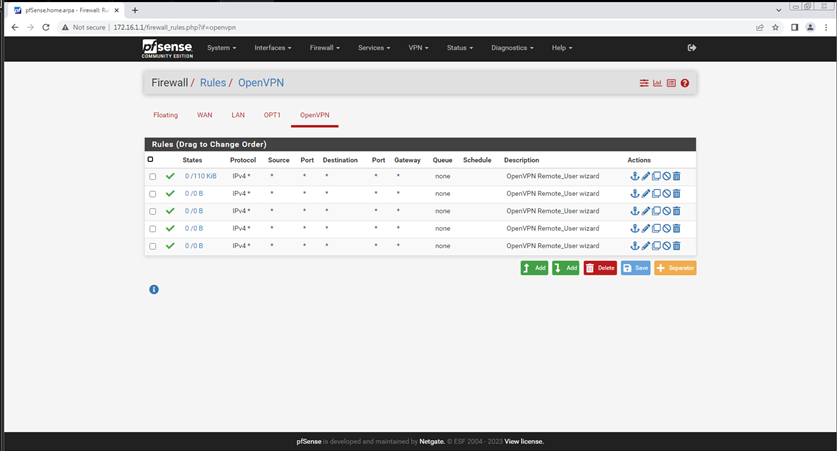 pfSense.home.arpa - Firewall: Ru
Not secure | 172.16.1.1/firewall_rules.php?if=openvpn
pfsense
COMMUNITY EDITION
System Interfaces Firewall Services VPN Status Diagnostics Help
Firewall / Rules / OpenVPN
Floating WAN LAN OPT1 OpenVPN
Rules (Drag to Change Order)
States Protocol Source Port Destination Port Gateway Queue Schedule Description Actions
0 /110 KiB IPv4 * * * * * * none OpenVPN Remote_User wizard
0 /0 B IPv4 * * * * * * none OpenVPN Remote_User wizard
0 /0 B IPv4 * * * * * * none OpenVPN Remote_User wizard
0 /0 B IPv4 * * * * * * none OpenVPN Remote_User wizard
0 /0 B IPv4 * * * * * * none OpenVPN Remote_User wizard
Add Add Delete Save Separator
pfSense is developed and maintained by Netgate. © ESF 2004 - 2023 View license.